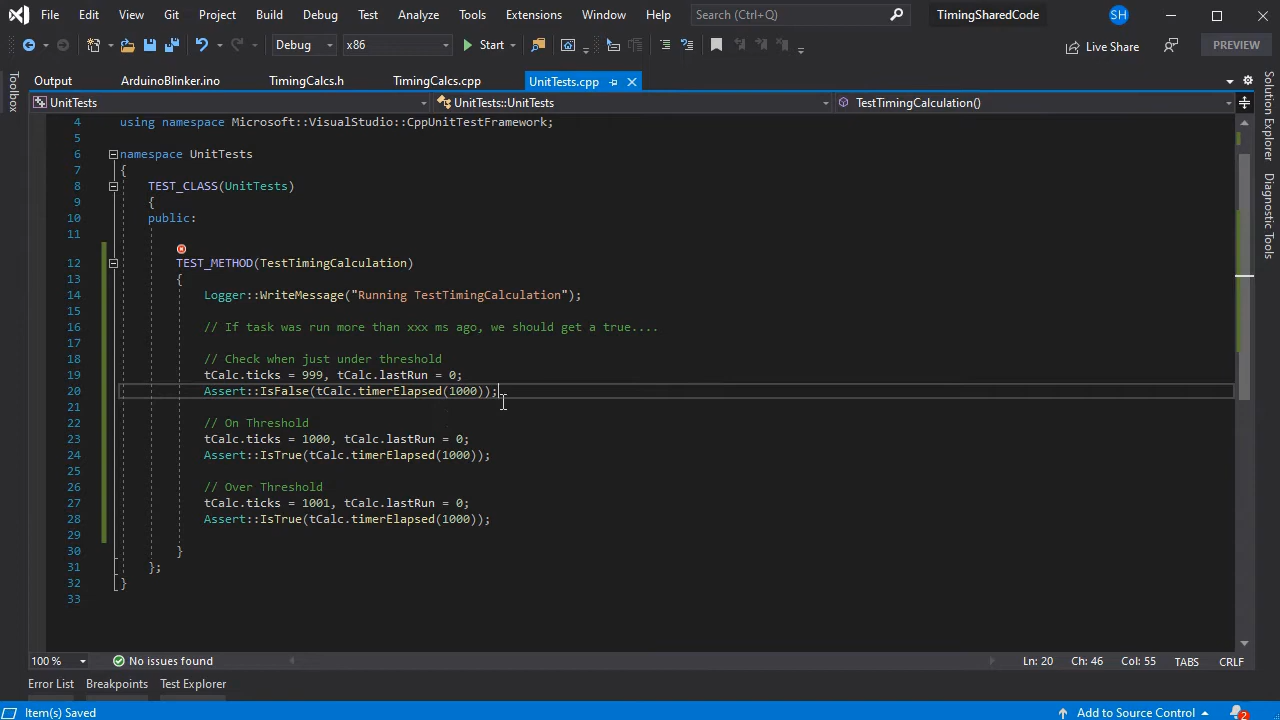 File Edit View Git Project Build Debug Test Analyze Tools Extensions Window Help Search (Ctrl+Q) TimingSharedCode SH
Debug x86 Start Live Share PREVIEW
Toolbox
Output ArduinoBlinker.ino TimingCalcs.h TimingCalcs.cpp UnitTests.cpp
UnitTests UnitTests::UnitTests TestTimingCalculation()
4 using namespace Microsoft::VisualStudio::CppUnitTestFramework;
5
6 namespace UnitTests
7 {
8 TEST_CLASS(UnitTests)
9 {
10 public:
11
12 TEST_METHOD(TestTimingCalculation)
13 {
14 Logger::WriteMessage("Running TestTimingCalculation");
15
16 // If task was run more than xxx ms ago, we should get a true....
17
18 // Check when just under threshold
19 tCalc.ticks = 999, tCalc.lastRun = 0;
20 Assert::IsFalse(tCalc.timerElapsed(1000));
21
22 // On Threshold
23 tCalc.ticks = 1000, tCalc.lastRun = 0;
24 Assert::IsTrue(tCalc.timerElapsed(1000));
25
26 // Over Threshold
27 tCalc.ticks = 1001, tCalc.lastRun = 0;
28 Assert::IsTrue(tCalc.timerElapsed(1000));
29
30 }
31 };
32 }
33
Solution Explorer
Diagnostic Tools
100 % No issues found Ln: 20 Ch: 46 Col: 55 TABS CRLF
Error List Breakpoints Test Explorer
Item(s) Saved Add to Source Control 2